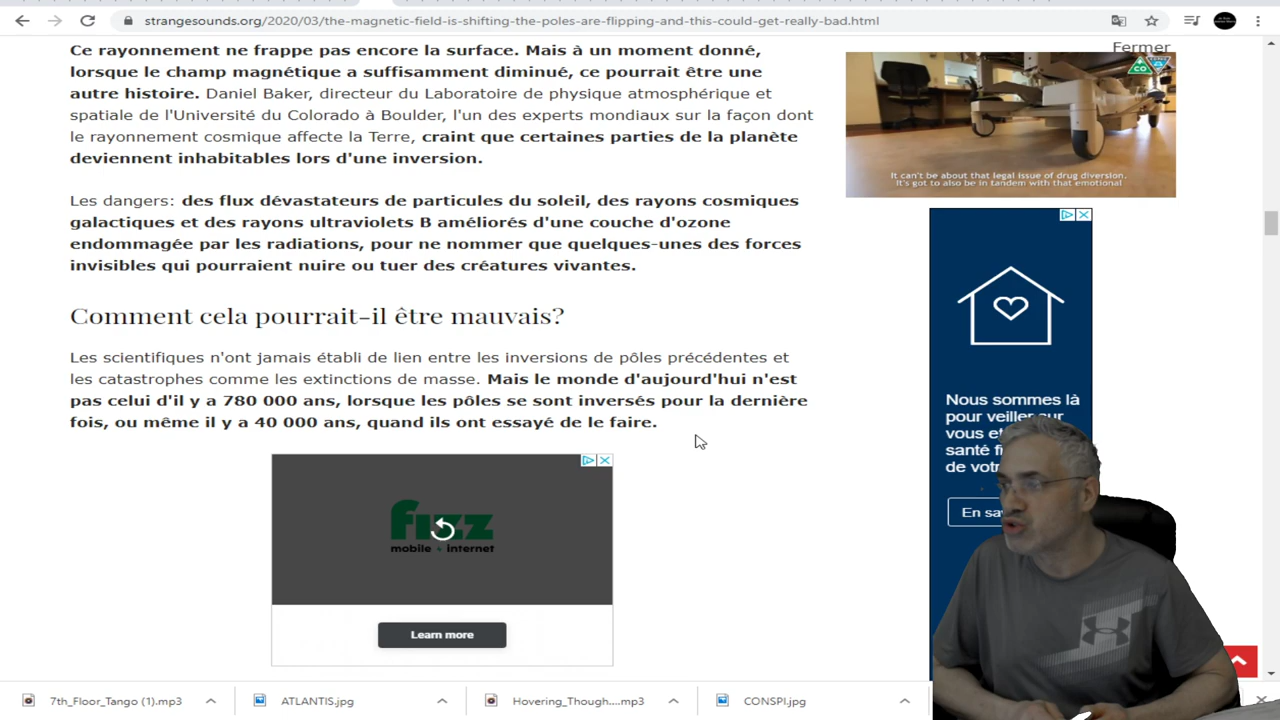 strangesounds.org/2020/03/the-magnetic-field-is-shifting-the-poles-are-flipping-and-this-could-get-really-bad.html
Ce rayonnement ne frappe pas encore la surface. Mais à un moment donné,
lorsque le champ magnétique a suffisamment diminué, ce pourrait être une
autre histoire. Daniel Baker, directeur du Laboratoire de physique atmosphérique et
spatiale de l'Université du Colorado à Boulder, l'un des experts mondiaux sur la façon dont
le rayonnement cosmique affecte la Terre, craint que certaines parties de la planète
deviennent inhabitables lors d'une inversion.
Les dangers: des flux dévastateurs de particules du soleil, des rayons cosmiques
galactiques et des rayons ultraviolets B améliorés d'une couche d'ozone
endommagée par les radiations, pour ne nommer que quelques-unes des forces
invisibles qui pourraient nuire ou tuer des créatures vivantes.
Comment cela pourrait-il être mauvais?
Les scientifiques n'ont jamais établi de lien entre les inversions de pôles précédentes et
les catastrophes comme les extinctions de masse. Mais le monde d'aujourd'hui n'est
pas celui d'il y a 780 000 ans, lorsque les pôles se sont inversés pour la dernière
fois, ou même il y a 40 000 ans, quand ils ont essayé de le faire.
fizz
mobile • internet
Learn more
Fermer
CO
It can't be about that legal issue of drug diversion.
It's got to also be in tandem with that emotional
Nous sommes là
pour veiller sur
vous et
santé
de
En
7th_Floor_Tango (1).mp3
ATLANTIS.jpg
Hovering_Though....mp3
CONSPI.jpg